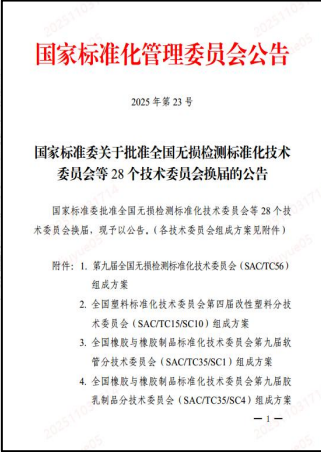 国家标准化管理委员会公告
2025 年第 23 号
国家标准委关于批准全国无损检测标准化技术
委员会等 28 个技术委员会换届的公告
国家标准委批准全国无损检测标准化技术委员会等 28 个技
术委员会换届，现予以公告。（各技术委员会组成方案见附件）
附件：1. 第九届全国无损检测标准化技术委员会（SAC/TC56）
组成方案
2. 全国塑料标准化技术委员会第四届改性塑料分技
术委员会（SAC/TC15/SC10）组成方案
3. 全国橡胶与橡胶制品标准化技术委员会第九届软
管分技术委员会（SAC/TC35/SC1）组成方案
4. 全国橡胶与橡胶制品标准化技术委员会第九届胶
乳制品分技术委员会（SAC/TC35/SC4）组成方案
— 1 —